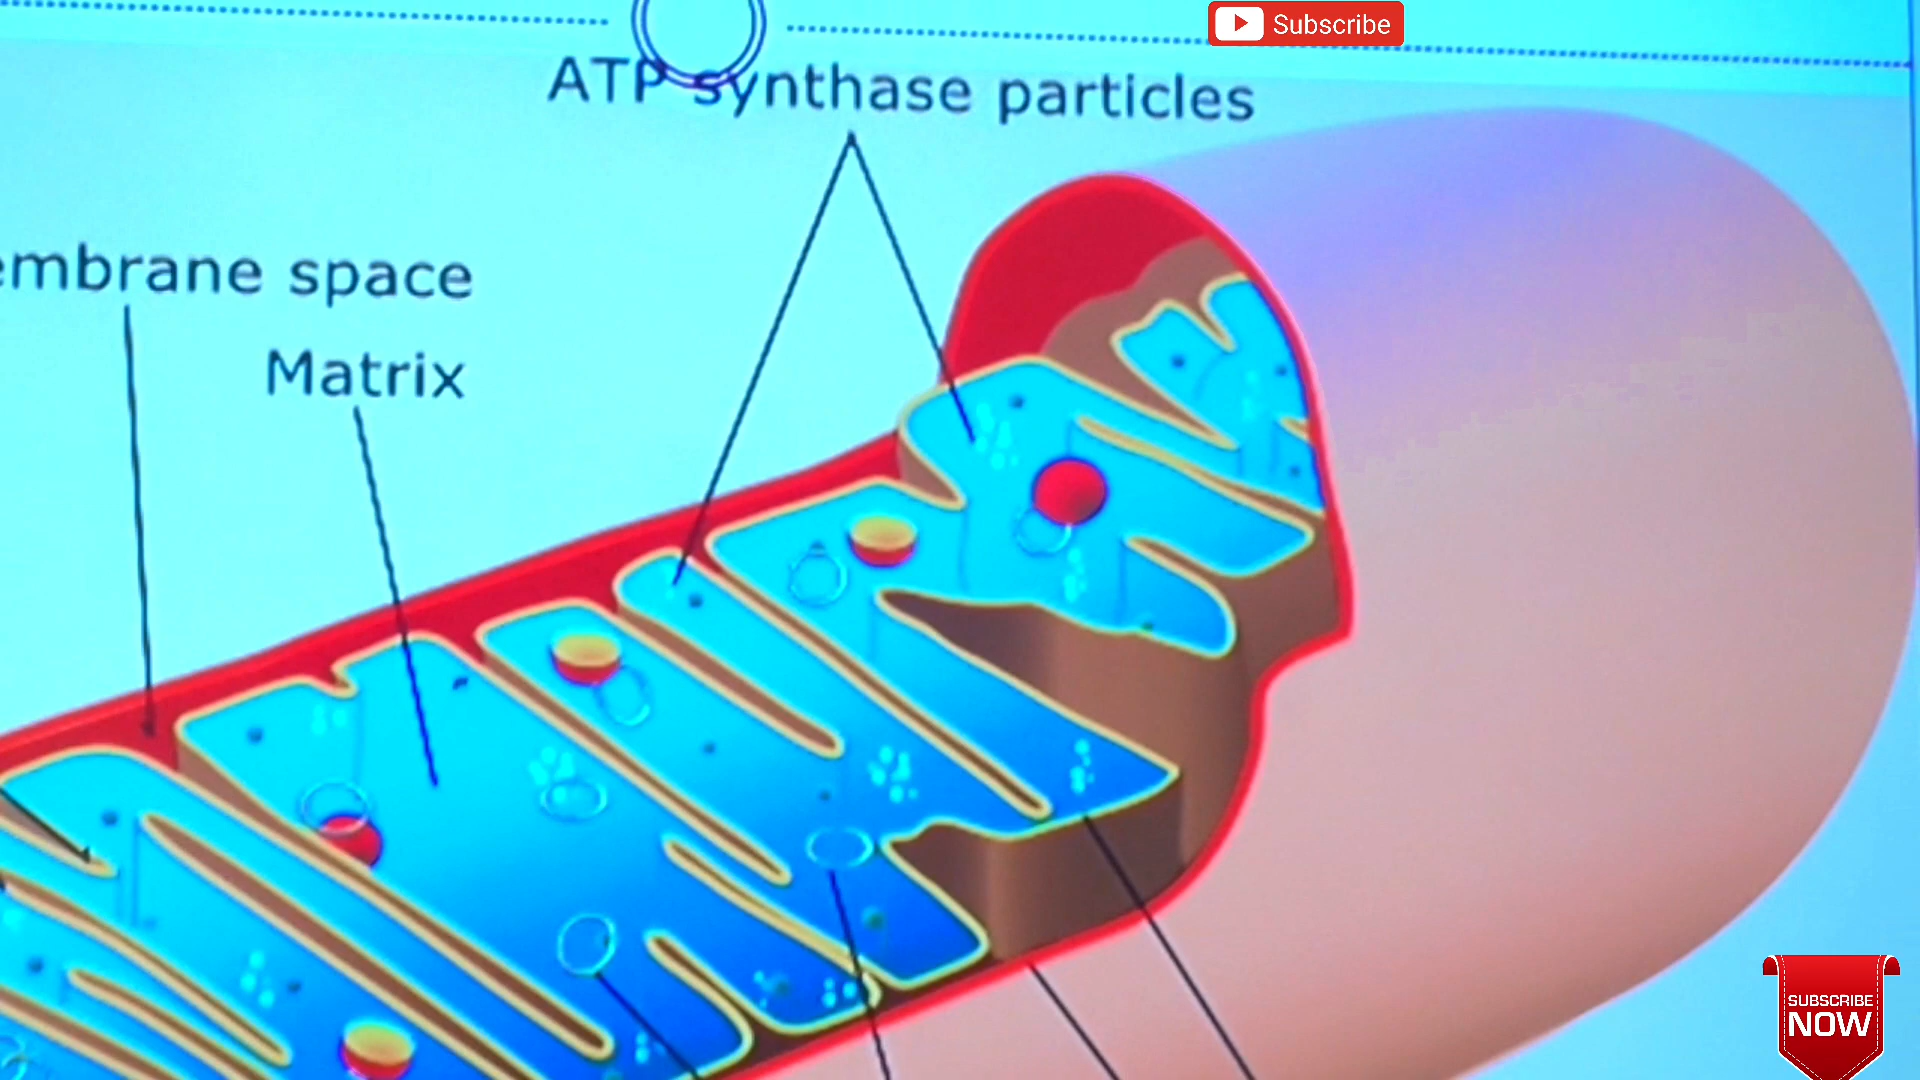 Subscribe
ATP synthase particles
embrane space
Matrix
SUBSCRIBE
NOW